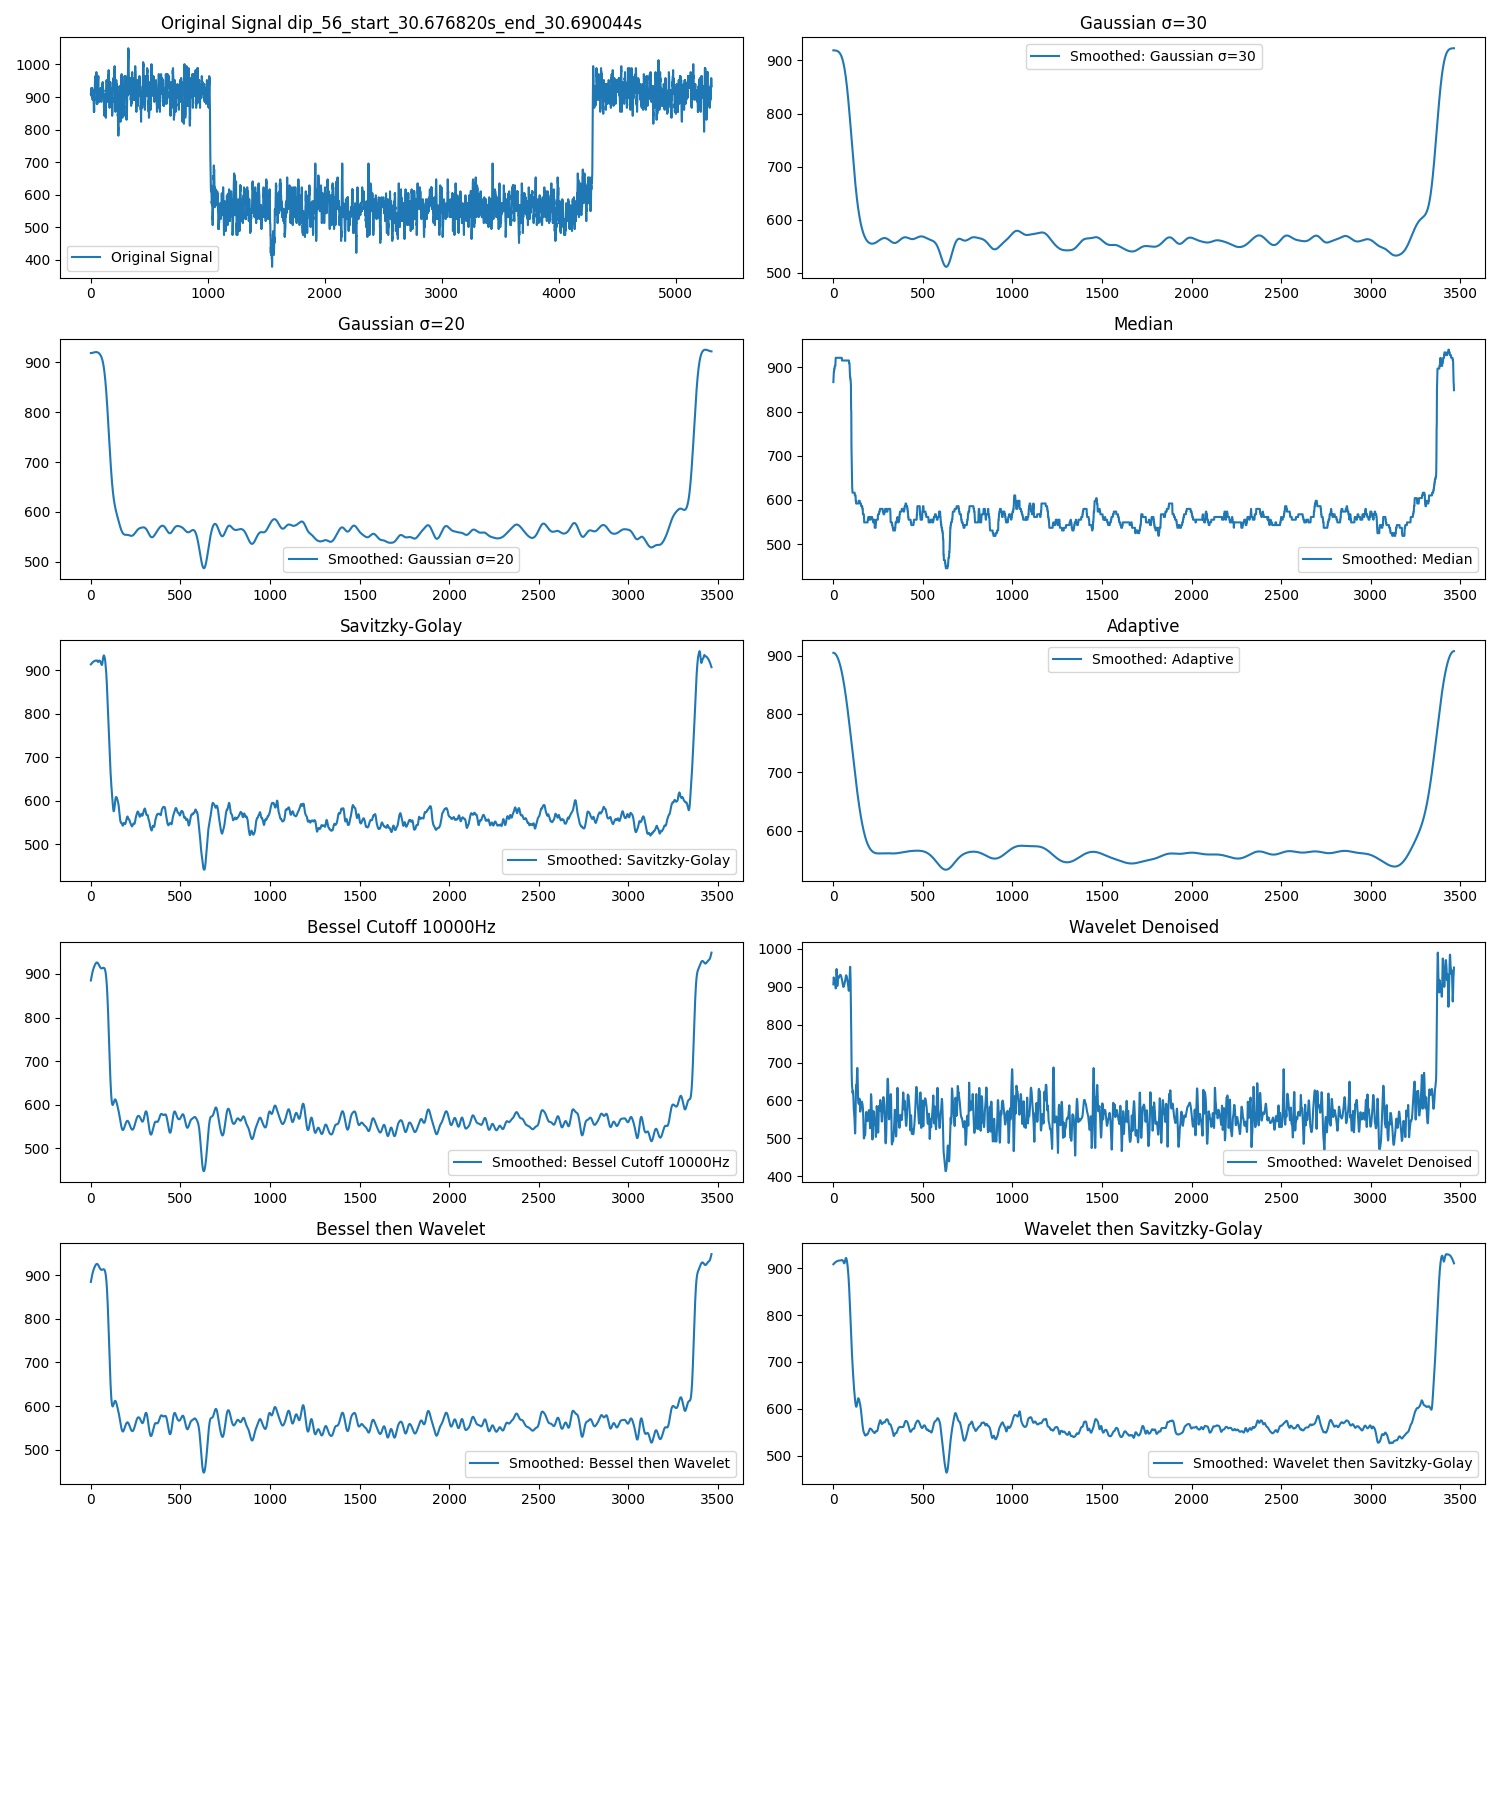 Original Signal dip_56_start_30.676820s_end_30.690044s
1000
900
800
700
600
500
400
Original Signal
0 1000 2000 3000 4000 5000
Gaussian σ=30
Smoothed: Gaussian σ=30
900
800
700
600
500
0 500 1000 1500 2000 2500 3000 3500
Gaussian σ=20
900
800
700
600
500
Smoothed: Gaussian σ=20
0 500 1000 1500 2000 2500 3000 3500
Median
900
800
700
600
500
Smoothed: Median
0 500 1000 1500 2000 2500 3000 3500
Savitzky-Golay
900
800
700
600
500
Smoothed: Savitzky-Golay
0 500 1000 1500 2000 2500 3000 3500
Adaptive
Smoothed: Adaptive
900
800
700
600
0 500 1000 1500 2000 2500 3000 3500
Bessel Cutoff 10000Hz
900
800
700
600
500
Smoothed: Bessel Cutoff 10000Hz
0 500 1000 1500 2000 2500 3000 3500
Wavelet Denoised
1000
900
800
700
600
500
400
Smoothed: Wavelet Denoised
0 500 1000 1500 2000 2500 3000 3500
Bessel then Wavelet
900
800
700
600
500
Smoothed: Bessel then Wavelet
0 500 1000 1500 2000 2500 3000 3500
Wavelet then Savitzky-Golay
900
800
700
600
500
Smoothed: Wavelet then Savitzky-Golay
0 500 1000 1500 2000 2500 3000 3500